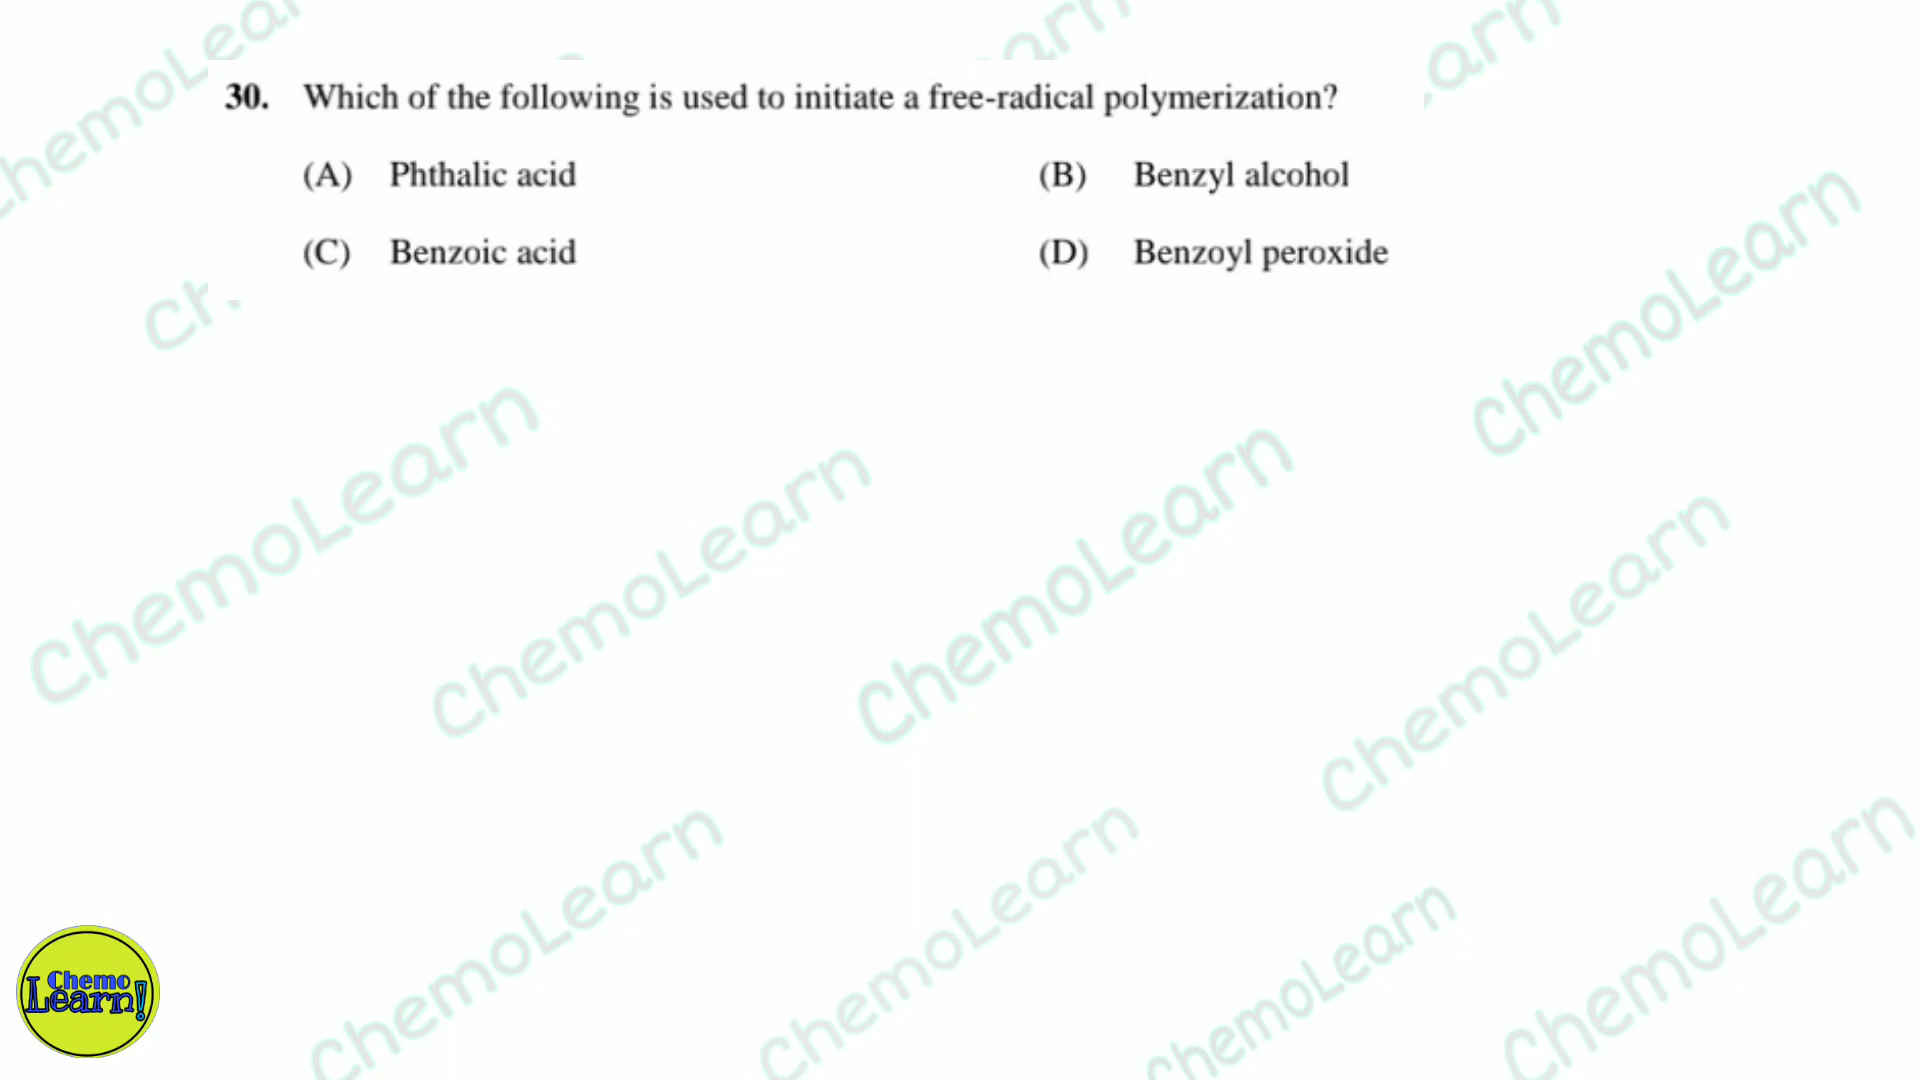 30. Which of the following is used to initiate a free-radical polymerization?
(A) Phthalic acid (B) Benzyl alcohol
(C) Benzoic acid (D) Benzoyl peroxide
ChemoLearn
ChemoLearn
ChemoLearn
ChemoLearn
ChemoLearn
ChemoLearn
ChemoLearn
ChemoLearn
ChemoLearn
Chemo
Learn!